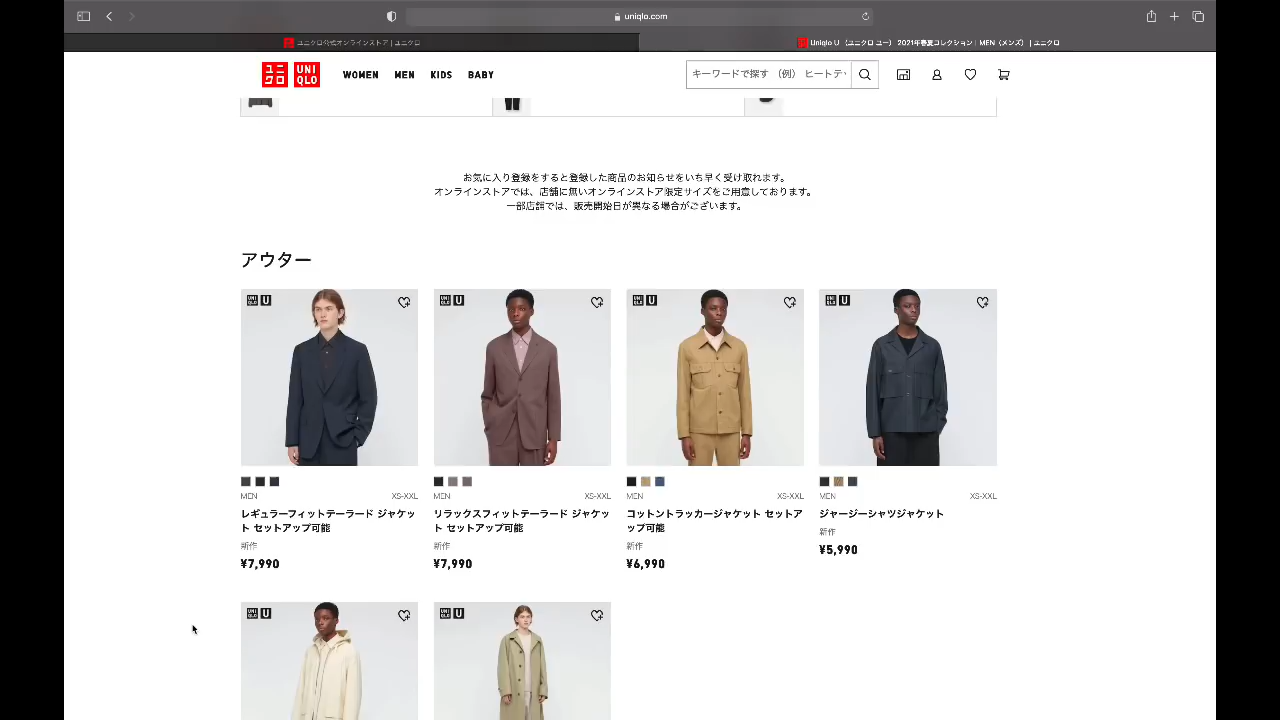 uniqlo.com
ユニクロ公式オンラインストア | ユニクロ
Uniqlo U（ユニクロ ユー） 2021年春夏コレクション | MEN（メンズ） | ユニクロ
ユニ
クロ
UNI
QLO
WOMEN MEN KIDS BABY
キーワードで探す （例） ヒートテ
お気に入り登録をすると登録した商品のお知らせをいち早く受け取れます。
オンラインストアでは、店舗に無いオンラインストア限定サイズをご用意しております。
一部店舗では、販売開始日が異なる場合がございます。
アウター
UNI
QLO U
UNI
QLO U
UNI
QLO U
UNI
QLO U
MEN XS-XXL
レギュラーフィットテーラード ジャケッ
ト セットアップ可能
新作
¥7,990
MEN XS-XXL
リラックスフィットテーラード ジャケッ
ト セットアップ可能
新作
¥7,990
MEN XS-XXL
コットントラッカージャケット セットア
ップ可能
新作
¥6,990
MEN XS-XXL
ジャージーシャツジャケット
新作
¥5,990
UNI
QLO U
UNI
QLO U